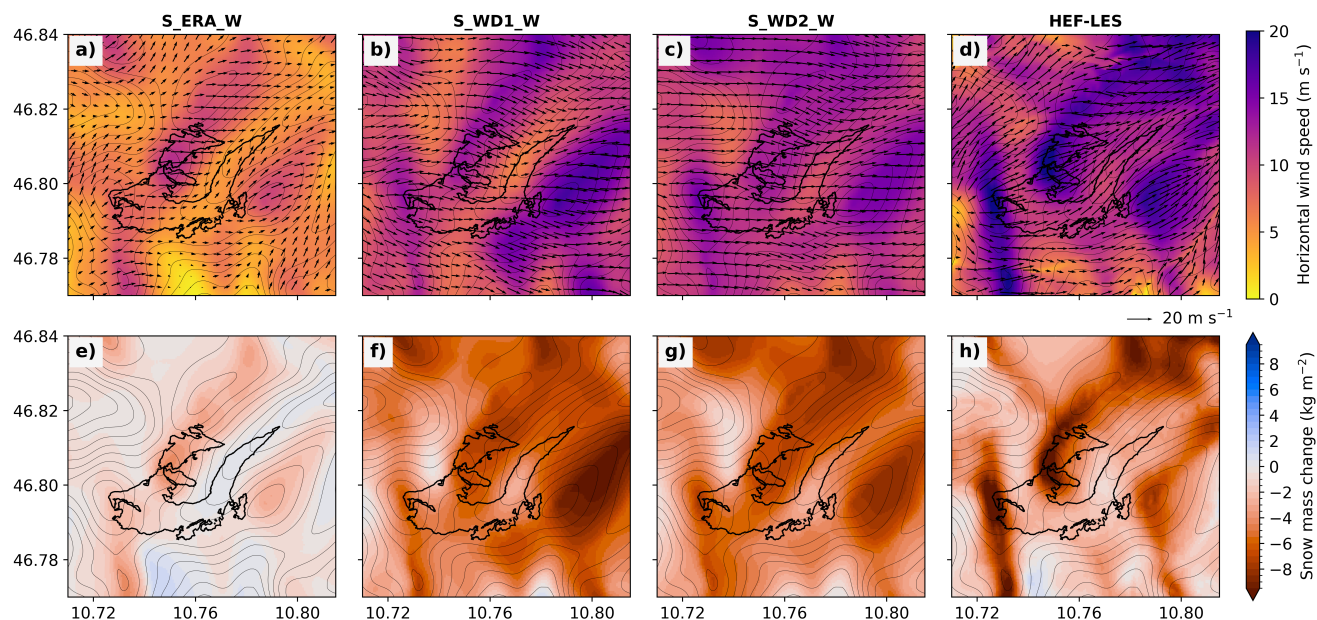 S_ERA_W S_WD1_W S_WD2_W HEF-LES
46.84 a) b) c) d) 20
46.82
15
46.80 10
5
46.78
0
Horizontal wind speed (m s⁻¹)
20 m s⁻¹
46.84 e) f) g) h)
8
46.82 6
4
2
46.80 0
−2
−4
46.78 −6
−8
Snow mass change (kg m⁻²)
10.72 10.76 10.80 10.72 10.76 10.80 10.72 10.76 10.80 10.72 10.76 10.80